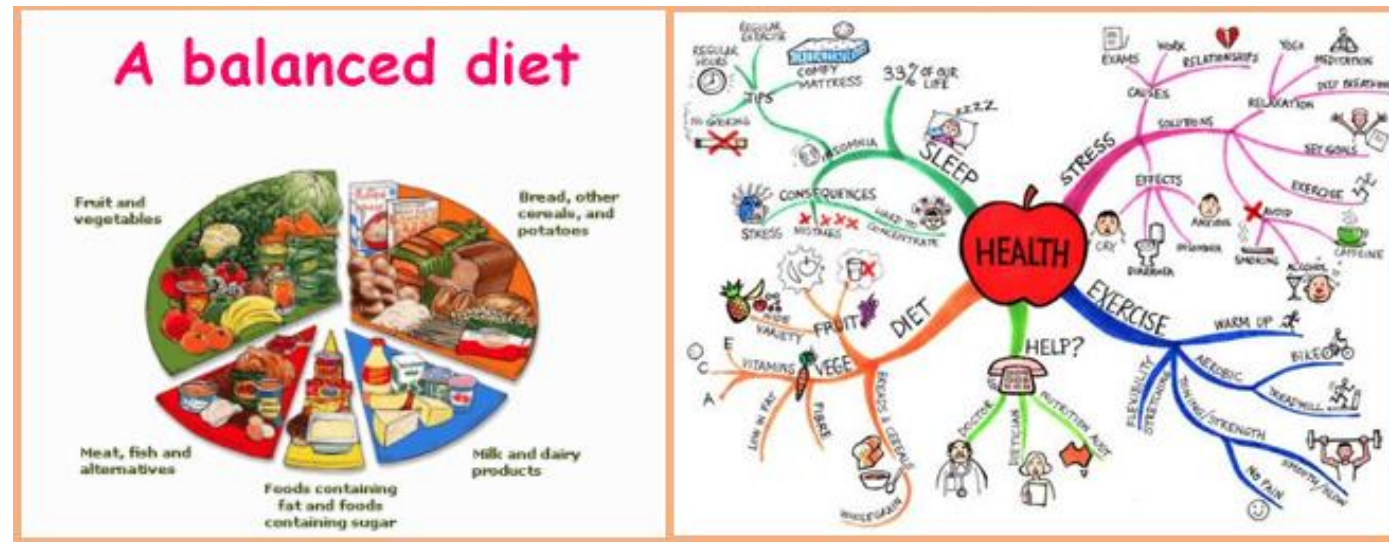 A balanced diet
Fruit and
vegetables
Bread, other
cereals, and
potatoes
Meat, fish and
alternatives
Foods containing
fat and foods
containing sugar
Milk and dairy
products
HEALTH
SLEEP
33% OF OUR
LIFE
ZZZZ
INSOMNIA
TIPS
REGULAR
EXERCISE
REGULAR
HOURS
COMFY
MATTRESS
NO SMOKING
CONSEQUENCES
STRESS
MISTAKES
HARD TO
CONCENTRATE
STRESS
CAUSES
EXAMS
WORK
RELATIONSHIPS
SOLUTIONS
RELAXATION
YOGA
MEDITATION
DEEP BREATHING
SET GOALS
EXERCISE
AVOID
SMOKING
ALCOHOL
CAFFEINE
EFFECTS
CRY
DIARRHEA
INSOMNIA
ANXIOUS
EXERCISE
WARM UP
AEROBIC
BIKE
TREADMILL
TONING/STRENGTH
SMOOTH/SLOW
NO PAIN
FLEXIBILITY
STRETCHING
HELP?
DOCTOR
DIETICIAN
NUTRITION AUST
DIET
FRUIT
WIDE
VARIETY
VEGE
VITAMINS
E
C
A
LOW IN FAT
FIBRE
BREADS & CEREALS
WHOLEGRAIN